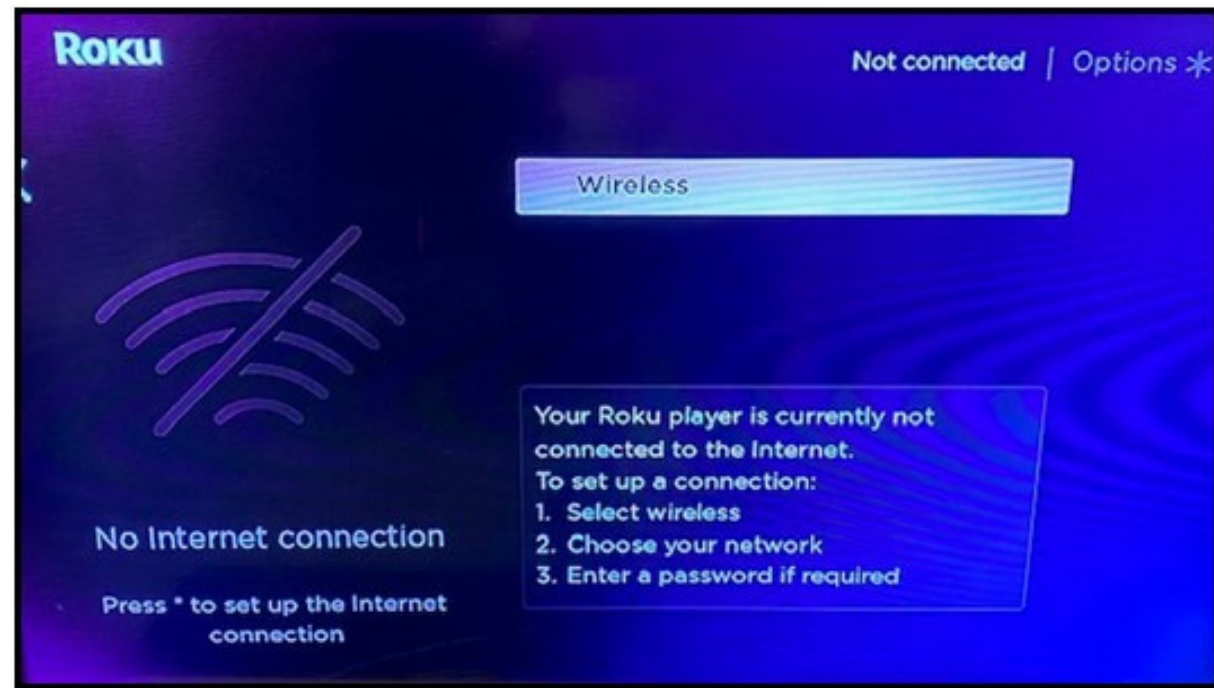 Roku
Not connected | Options *
Wireless
Your Roku player is currently not
connected to the Internet.
To set up a connection:
1. Select wireless
2. Choose your network
3. Enter a password if required
No Internet connection
Press * to set up the Internet
connection